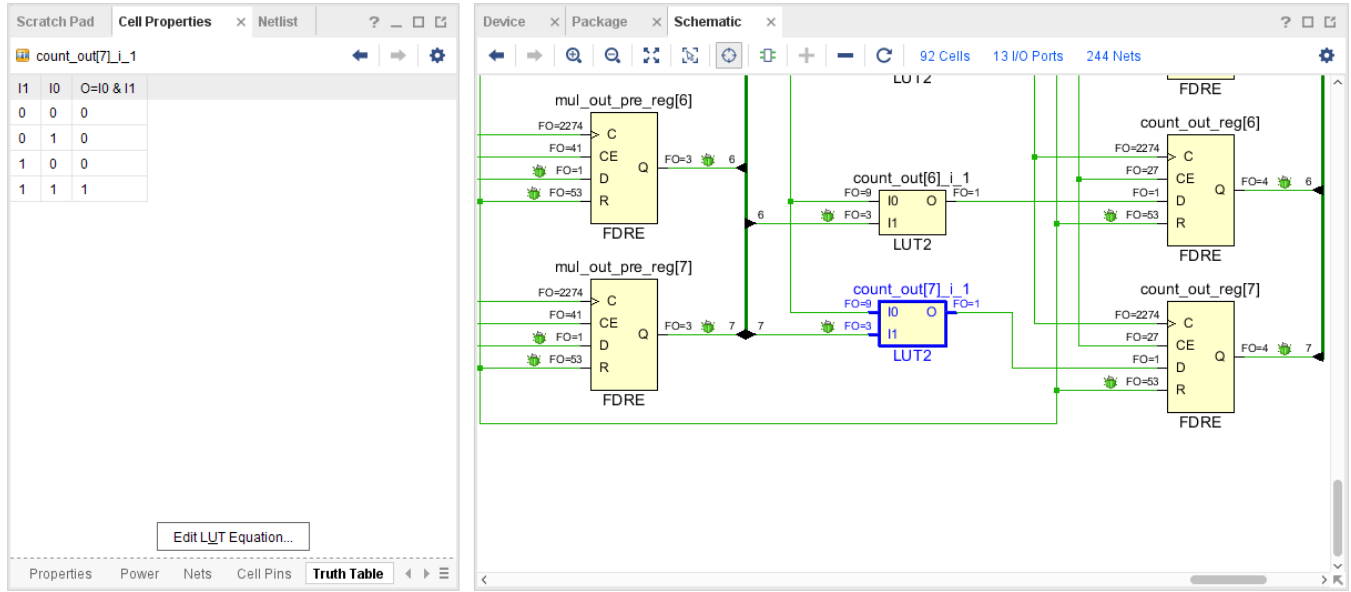 Scratch Pad Cell Properties × Netlist ?
count_out[7]_i_1
I1 I0 O=I0 & I1
0 0 0
0 1 0
1 0 0
1 1 1
Edit LUT Equation...
Properties Power Nets Cell Pins Truth Table
Device × Package × Schematic × ?
92 Cells 13 I/O Ports 244 Nets
LUT2
FDRE
mul_out_pre_reg[6]
FO=2274
C
FO=41
CE
FO=1
D
FO=53
R
Q
FO=3
6
FDRE
6
count_out[6]_i_1
FO=9
I0
O
FO=1
FO=3
I1
LUT2
count_out_reg[6]
FO=2274
C
FO=27
CE
FO=1
D
FO=53
R
Q
FO=4
6
FDRE
mul_out_pre_reg[7]
FO=2274
C
FO=41
CE
FO=1
D
FO=53
R
Q
FO=3
7
FDRE
7
count_out[7]_i_1
FO=9
I0
O
FO=1
FO=3
I1
LUT2
count_out_reg[7]
FO=2274
C
FO=27
CE
FO=1
D
FO=53
R
Q
FO=4
7
FDRE